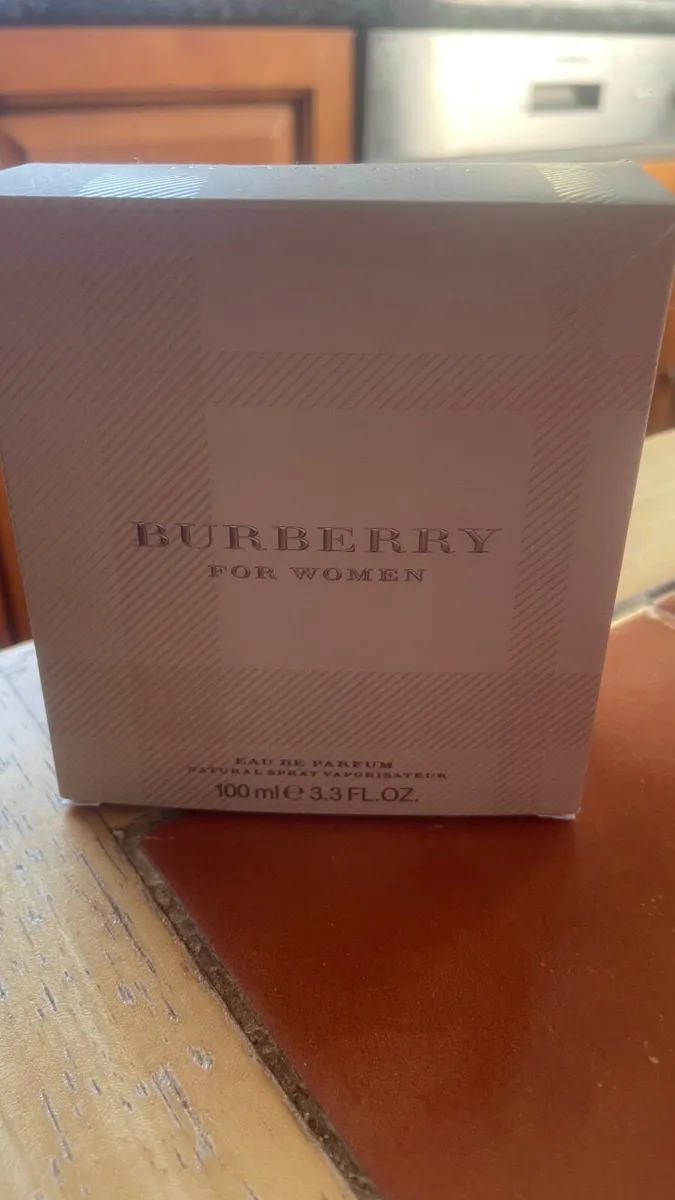 BURBERRY
FOR WOMEN
EAU DE PARFUM
NATURAL SPRAY VAPORISATEUR
100 ml ℮ 3.3 FL.OZ.